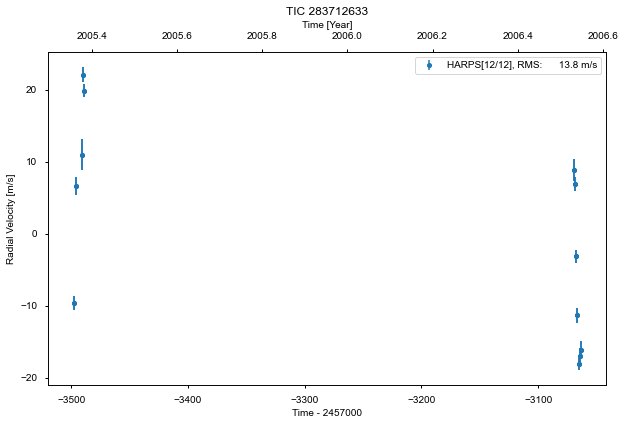 TIC 283712633
Time [Year]
2005.4 2005.6 2005.8 2006.0 2006.2 2006.4 2006.6
HARPS[12/12], RMS: 13.8 m/s
Radial Velocity [m/s]
20
10
0
−10
−20
−3500 −3400 −3300 −3200 −3100
Time - 2457000